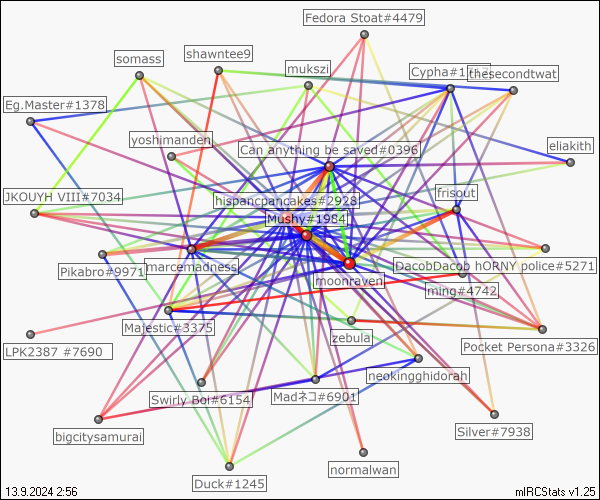 Fedora Stoat#4479
shawntee9
somass
mukszi
Cypha#1
thesecondtwat
Eg.Master#1378
yoshimanden
Can anything be saved#0396
eliakith
JKOUYH VIII#7034
hispancpancakes#2928
frisout
Mushy#1984
Pikabro#9971
marcemadness
DacobDacob hORNY police#5271
moonraven
ming#4742
Majestic#3375
zebula
LPK2387 #7690
Pocket Persona#3326
neokingghidorah
Swirly Boi#6154
Madネコ#6901
bigcitysamurai
Silver#7938
normalwan
Duck#1245
13.9.2024 2:56
mIRCStats v1.25